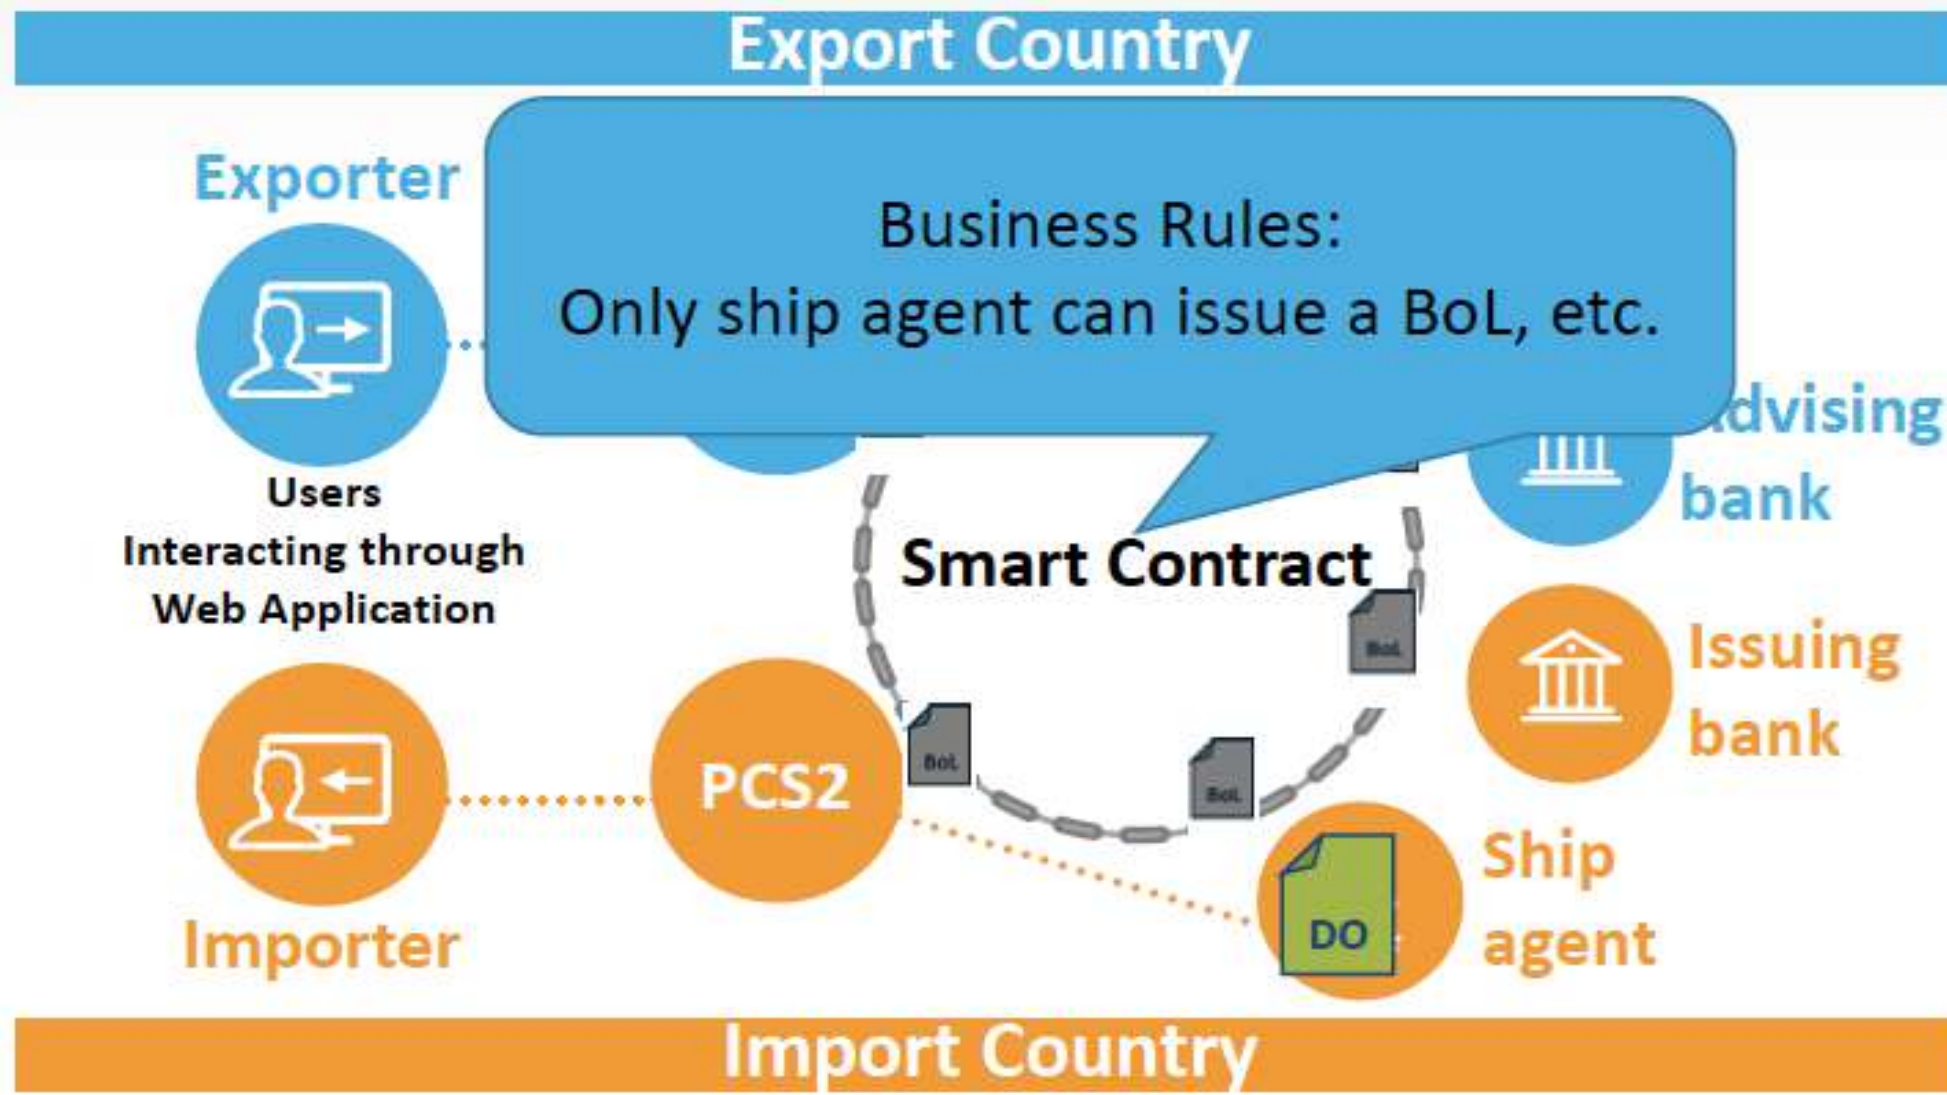 Export Country
Exporter
Business Rules:
Only ship agent can issue a BoL, etc.
dvising
bank
Users
Interacting through
Web Application
Smart Contract
BoL
Issuing
bank
BoL
BoL
PCS2
Ship
agent
DO
Importer
Import Country